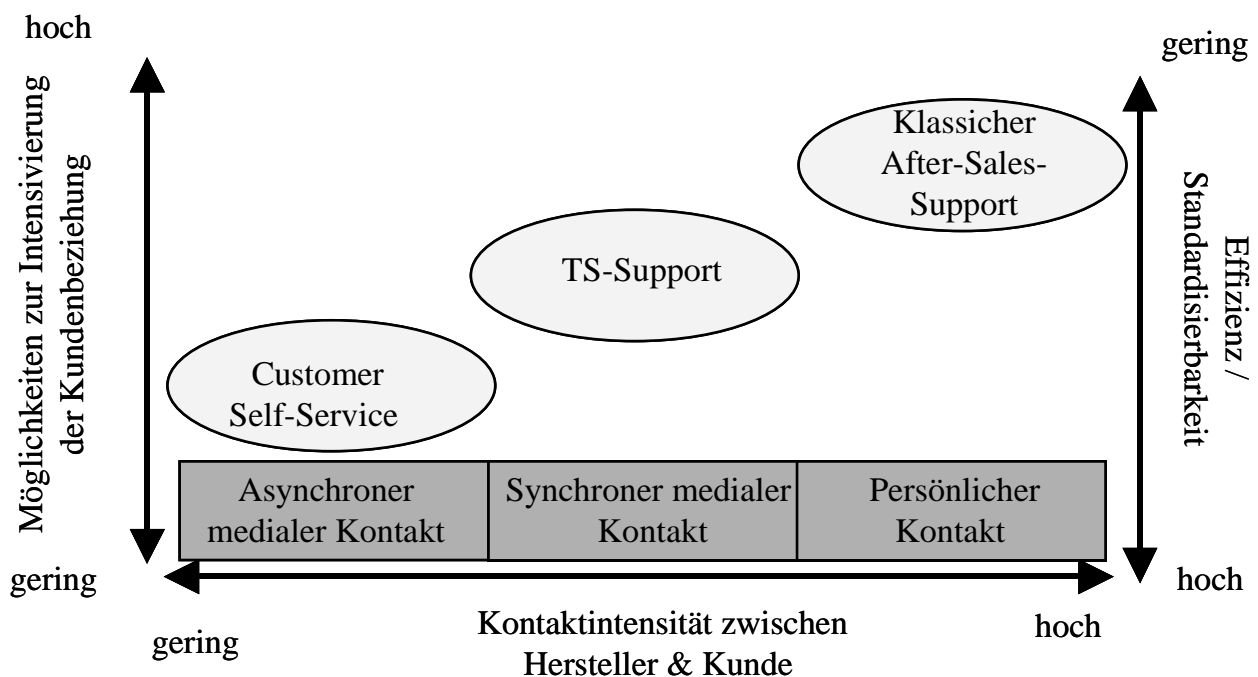 hoch
gering
Möglichkeiten zur Intensivierung
der Kundenbeziehung
Klassicher
After-Sales-
Support
TS-Support
Customer
Self-Service
Effizienz /
Standardisierbarkeit
Asynchroner
medialer Kontakt
Synchroner medialer
Kontakt
Persönlicher
Kontakt
gering
hoch
gering
Kontaktintensität zwischen
Hersteller & Kunde
hoch